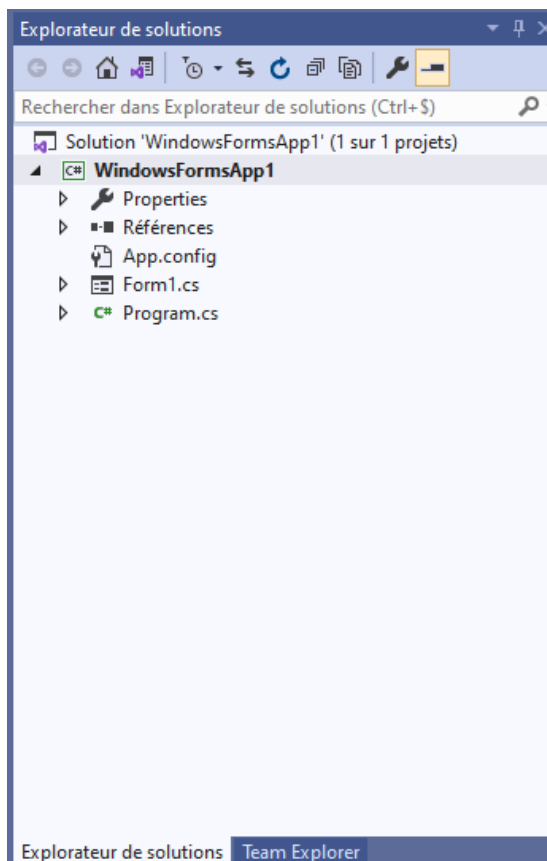 Explorateur de solutions
Rechercher dans Explorateur de solutions (Ctrl+$)
Solution 'WindowsFormsApp1' (1 sur 1 projets)
C# WindowsFormsApp1
Properties
Références
App.config
Form1.cs
C# Program.cs
Explorateur de solutions Team Explorer